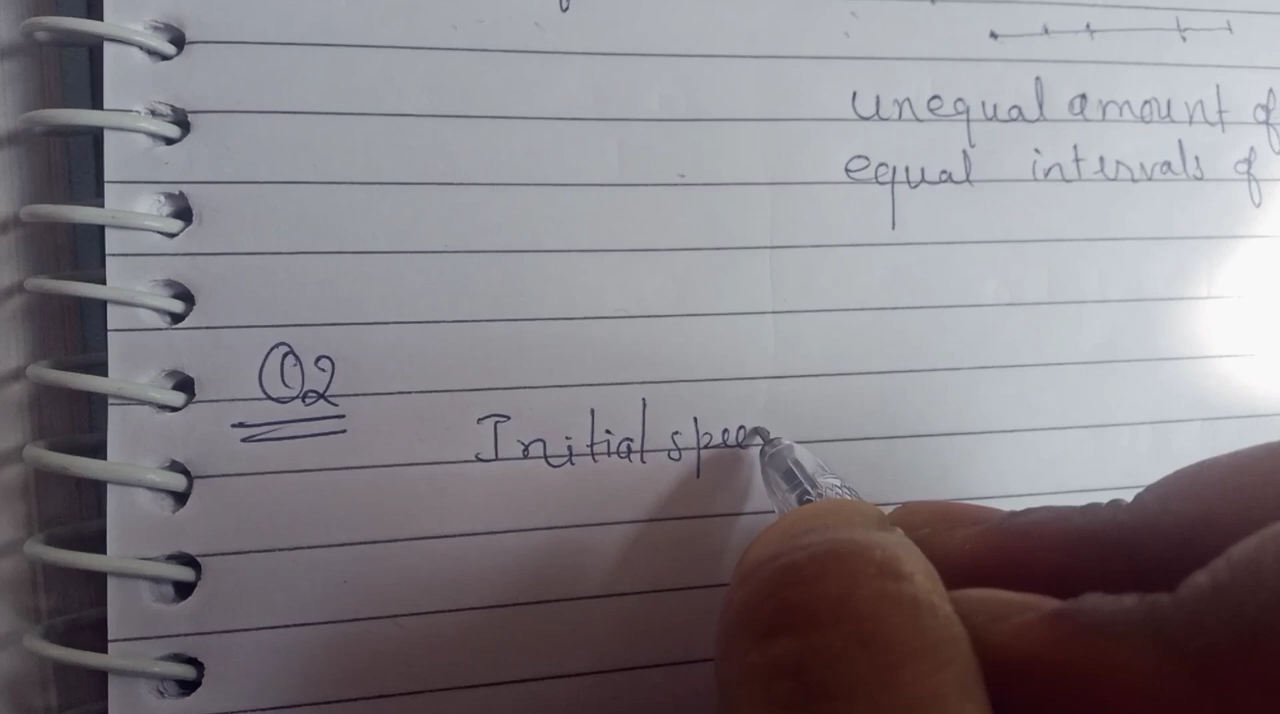 unequal amount of
equal intervals of
Q2
Initial spee